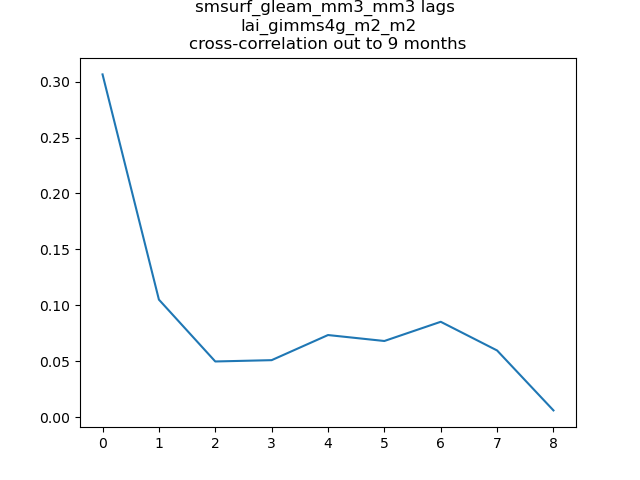 smsurf_gleam_mm3_mm3 lags
lai_gimms4g_m2_m2
cross-correlation out to 9 months
0.30
0.25
0.20
0.15
0.10
0.05
0.00
0 1 2 3 4 5 6 7 8